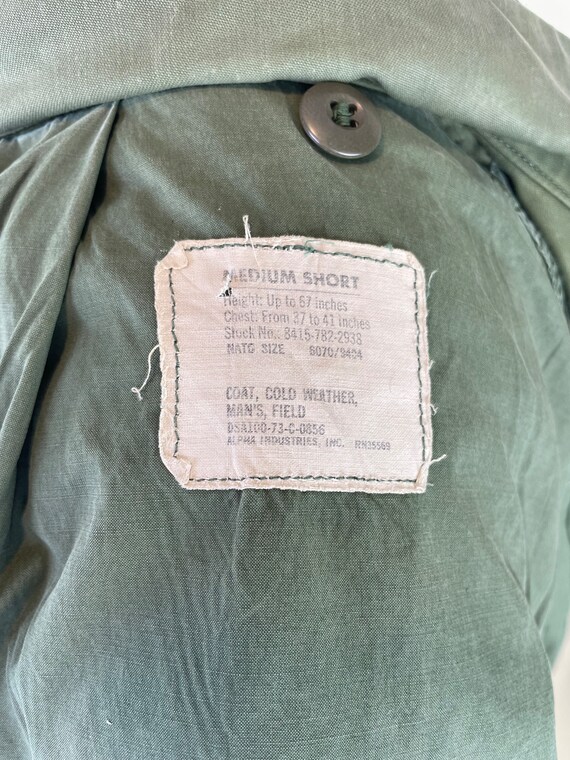 MEDIUM SHORT
Height: Up to 67 inches
Chest: From 37 to 41 inches
Stock No.: 8415-782-2938
NATO SIZE 6070/9404
COAT, COLD WEATHER,
MAN'S, FIELD
DSA100-73-C-0856
ALPHA INDUSTRIES, INC. RN35569